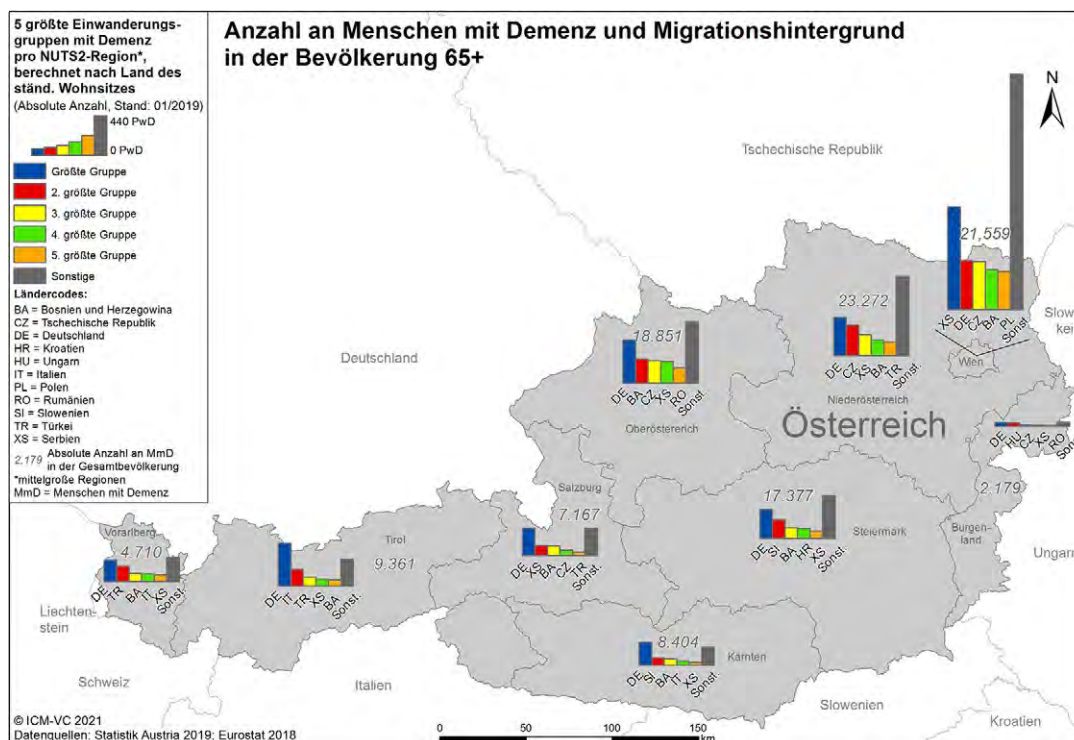 5 größte Einwanderungs-
gruppen mit Demenz
pro NUTS2-Region*,
berechnet nach Land des
ständ. Wohnsitzes
(Absolute Anzahl, Stand: 01/2019)
440 PwD
0 PwD
Größte Gruppe
2. größte Gruppe
3. größte Gruppe
4. größte Gruppe
5. größte Gruppe
Sonstige
Ländercodes:
BA = Bosnien und Herzegowina
CZ = Tschechische Republik
DE = Deutschland
HR = Kroatien
HU = Ungarn
IT = Italien
PL = Polen
RO = Rumänien
SI = Slowenien
TR = Türkei
XS = Serbien
2.179 Absolute Anzahl an MmD
in der Gesamtbevölkerung
*mittelgroße Regionen
MmD = Menschen mit Demenz
Anzahl an Menschen mit Demenz und Migrationshintergrund
in der Bevölkerung 65+
N
Tschechische Republik
21,559
XS DE CZ BA PL Sonst.
Wien
Slowa-
kei
23.272
DE CZ XS BA TR Sonst.
Niederösterreich
18.851
DE BA CZ XS RO Sonst.
Oberösterreich
Deutschland
Österreich
DE HU CZ XS RO Sonst.
2.179
Burgen-
land
Ungarn
Salzburg
7.167
DE XS BA CZ TR Sonst.
17.377
DE SI BA HR XS Sonst.
Steiermark
Vorarlberg
4.710
DE TR BA IT XS Sonst.
Tirol
9.361
DE IT TR XS BA Sonst.
8.404
DE SI BA IT XS Sonst.
Kärnten
Liechten-
stein
Schweiz
Italien
Slowenien
Kroatien
0 50 100 150
km
© ICM-VC 2021
Datenquellen: Statistik Austria 2019; Eurostat 2018